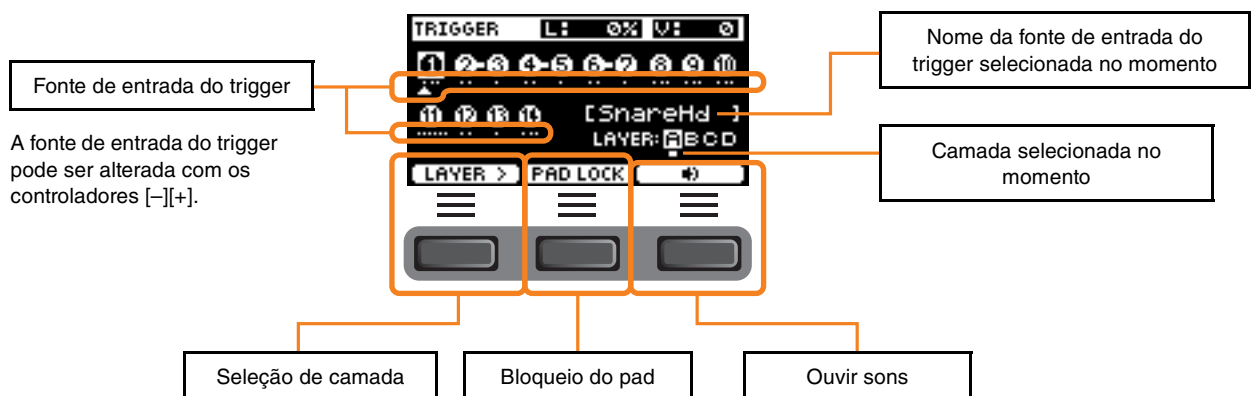 TRIGGER L: 0% V: 0
1 2-3 4-5 6-7 8 9 10
11 12 13 14 [SnareHd ]
LAYER: A B C D
LAYER > PAD LOCK
Fonte de entrada do trigger
A fonte de entrada do trigger
pode ser alterada com os
controladores [–][+].
Nome da fonte de entrada do
trigger selecionada no momento
Camada selecionada no
momento
Seleção de camada
Bloqueio do pad
Ouvir sons